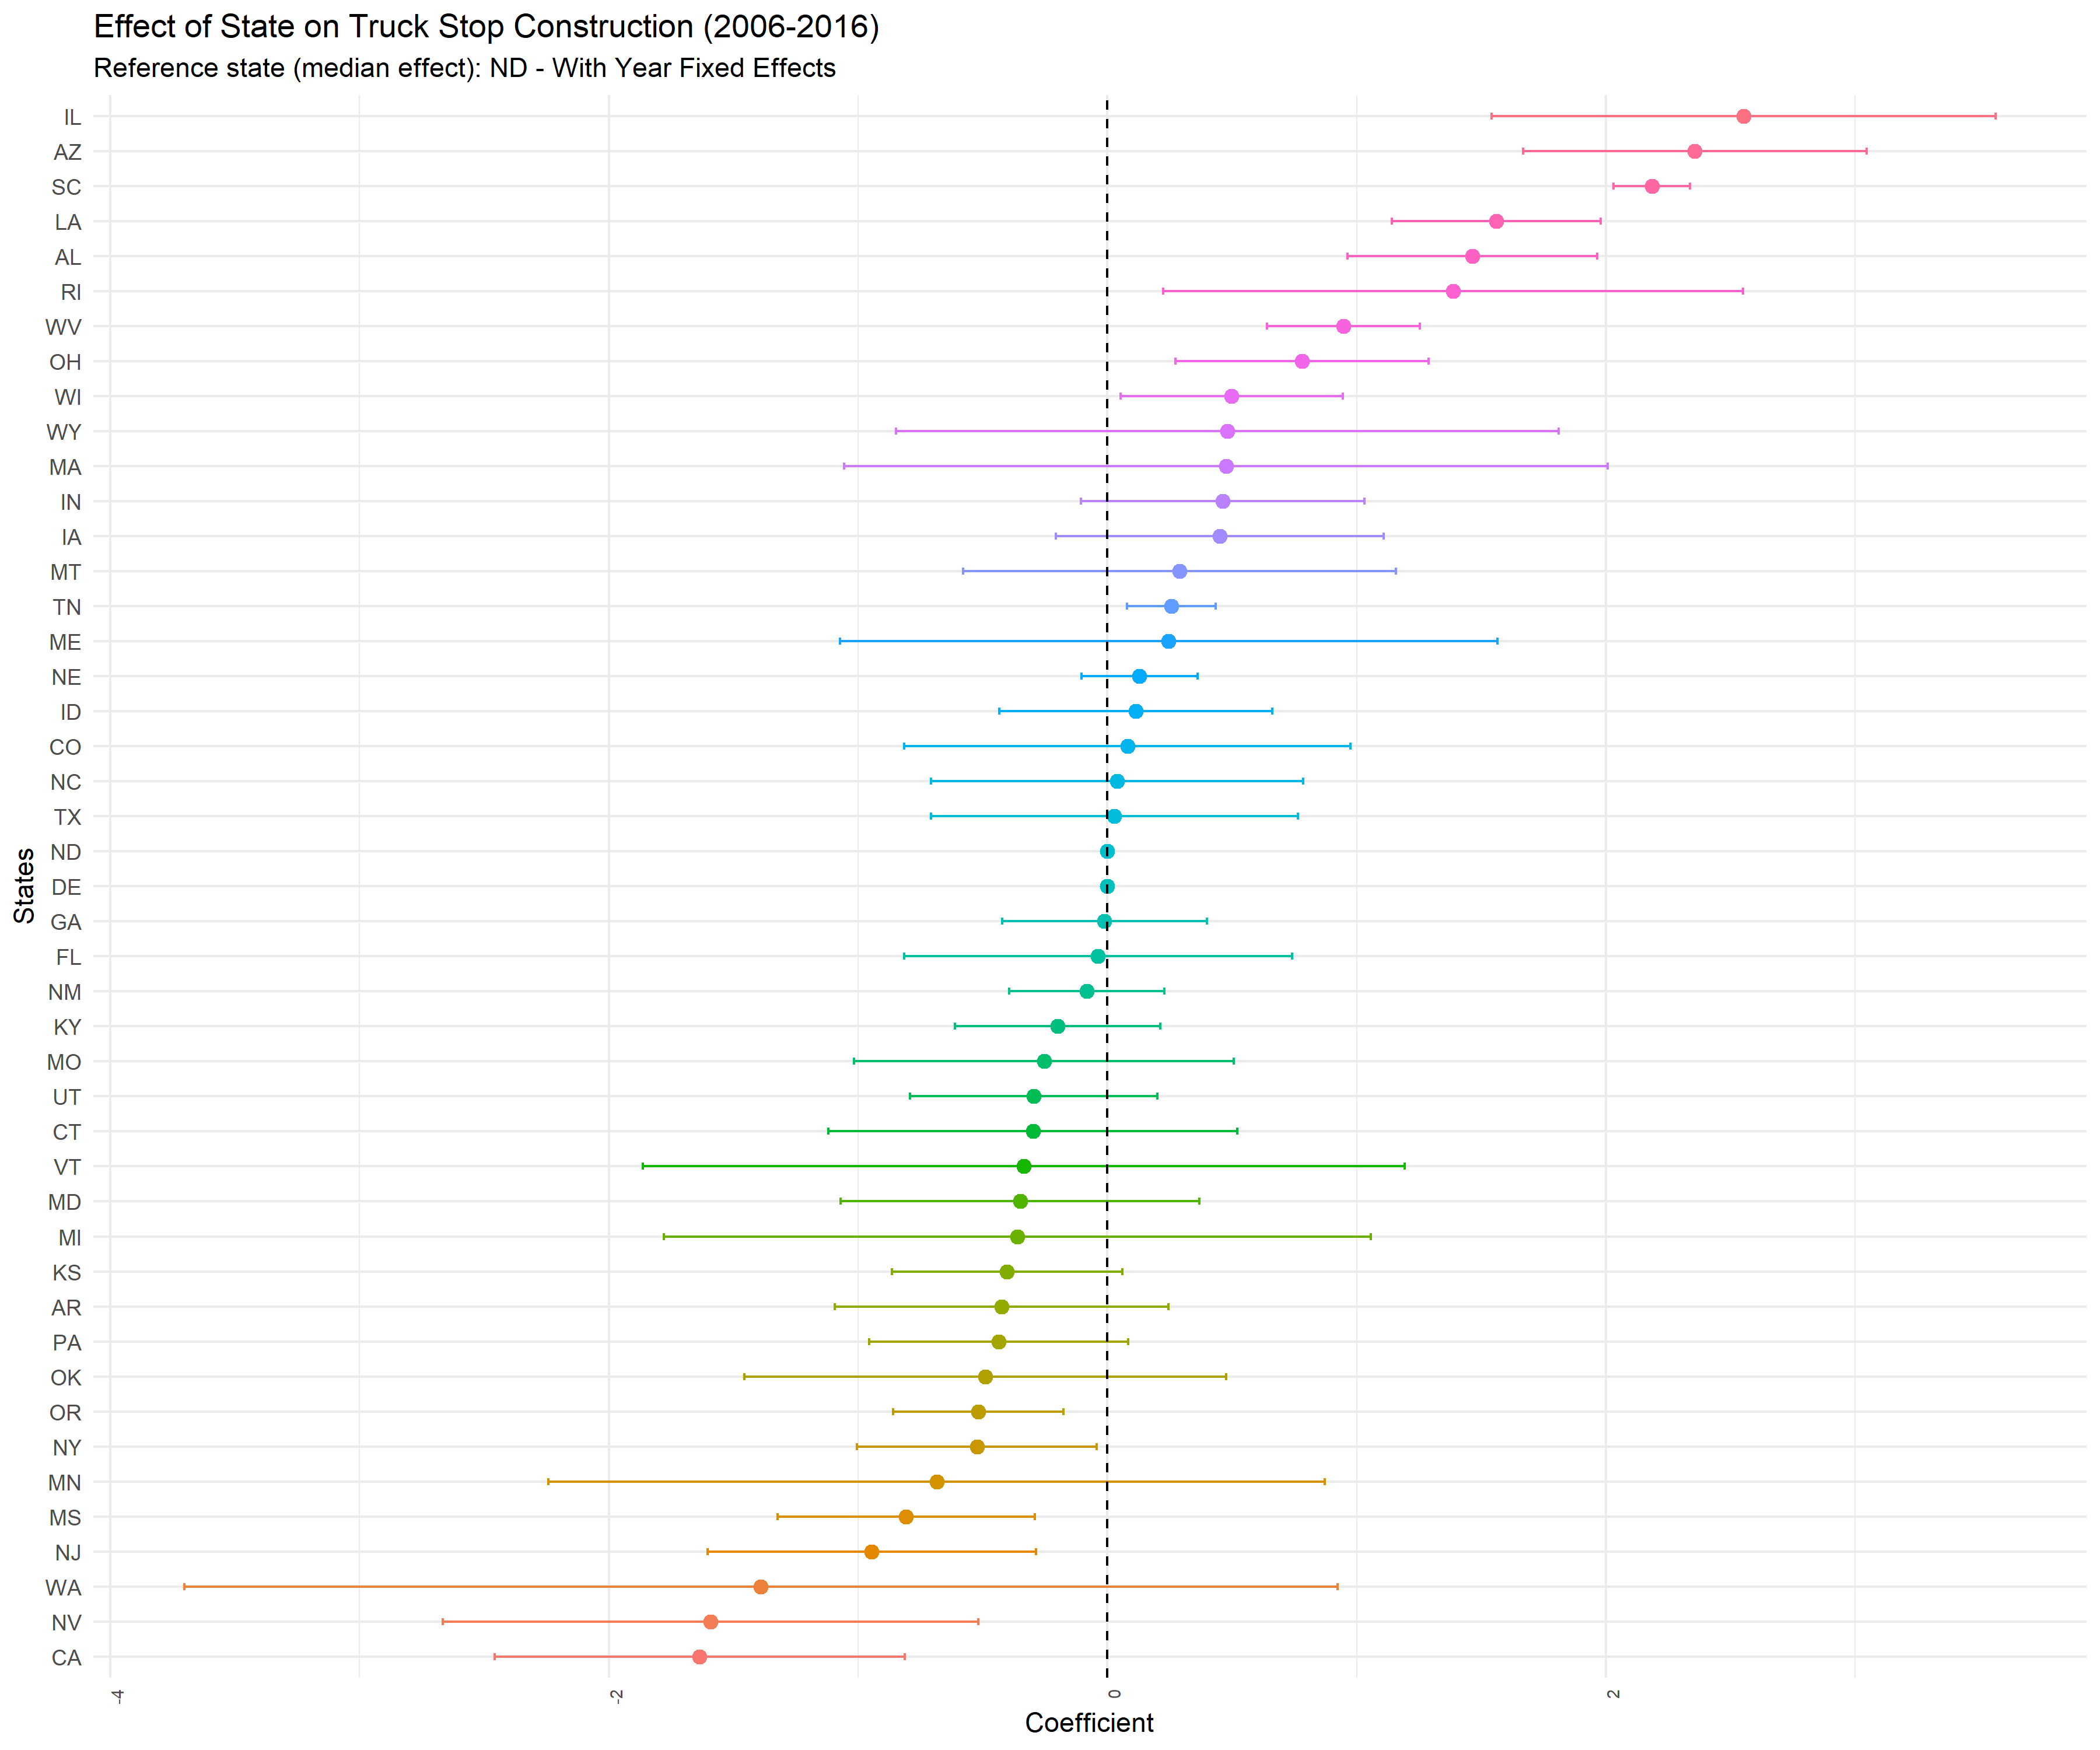 Effect of State on Truck Stop Construction (2006-2016)
Reference state (median effect): ND - With Year Fixed Effects
IL
AZ
SC
LA
AL
RI
WV
OH
WI
WY
MA
IN
IA
MT
TN
ME
NE
ID
CO
NC
TX
ND
DE
GA
FL
NM
KY
MO
UT
CT
VT
MD
MI
KS
AR
PA
OK
OR
NY
MN
MS
NJ
WA
NV
CA
States
-4
-2
0
2
Coefficient